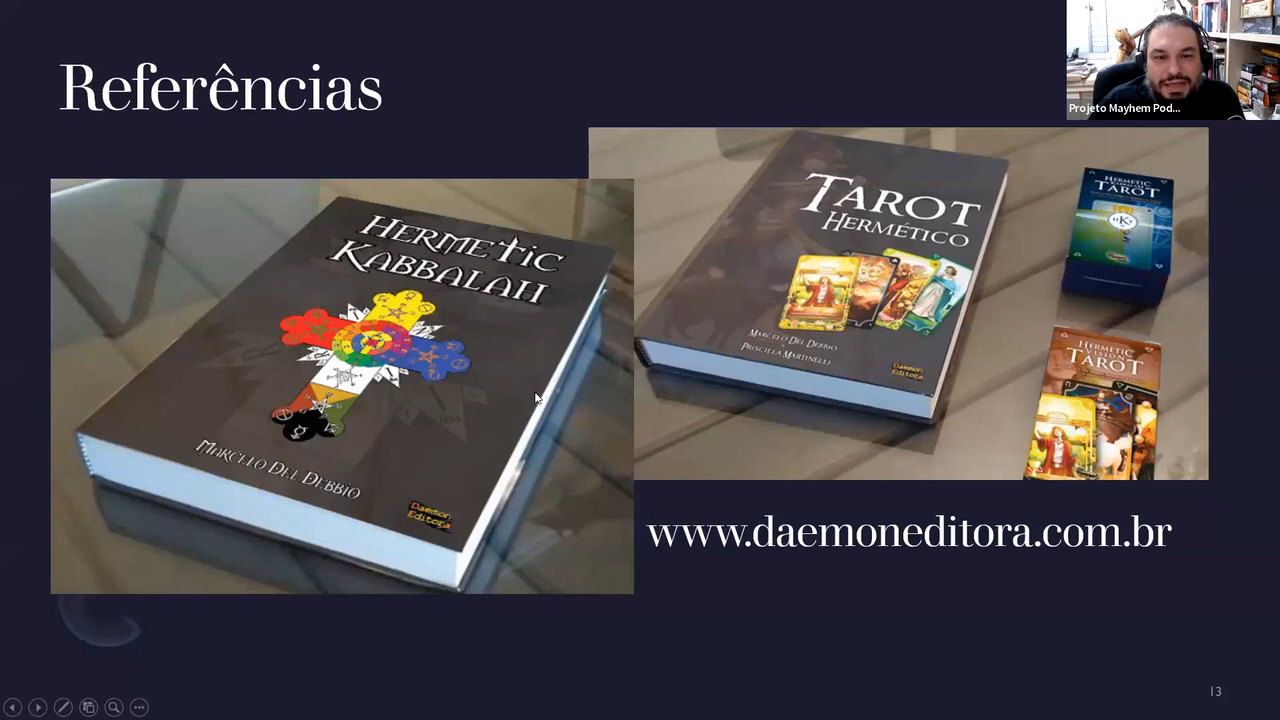 Referências
Projeto Mayhem Pod...
HERMETIC
KABBALAH
MARCELO DEL DEBBIO
Daemon
Editora
TAROT
HERMÉTICO
MARCELO DEL DEBBIO
PRISCILLA MARTINELLI
Daemon
Editora
HERMETIC
TAROT
HERMETIC
TAROT
www.daemoneditora.com.br
13